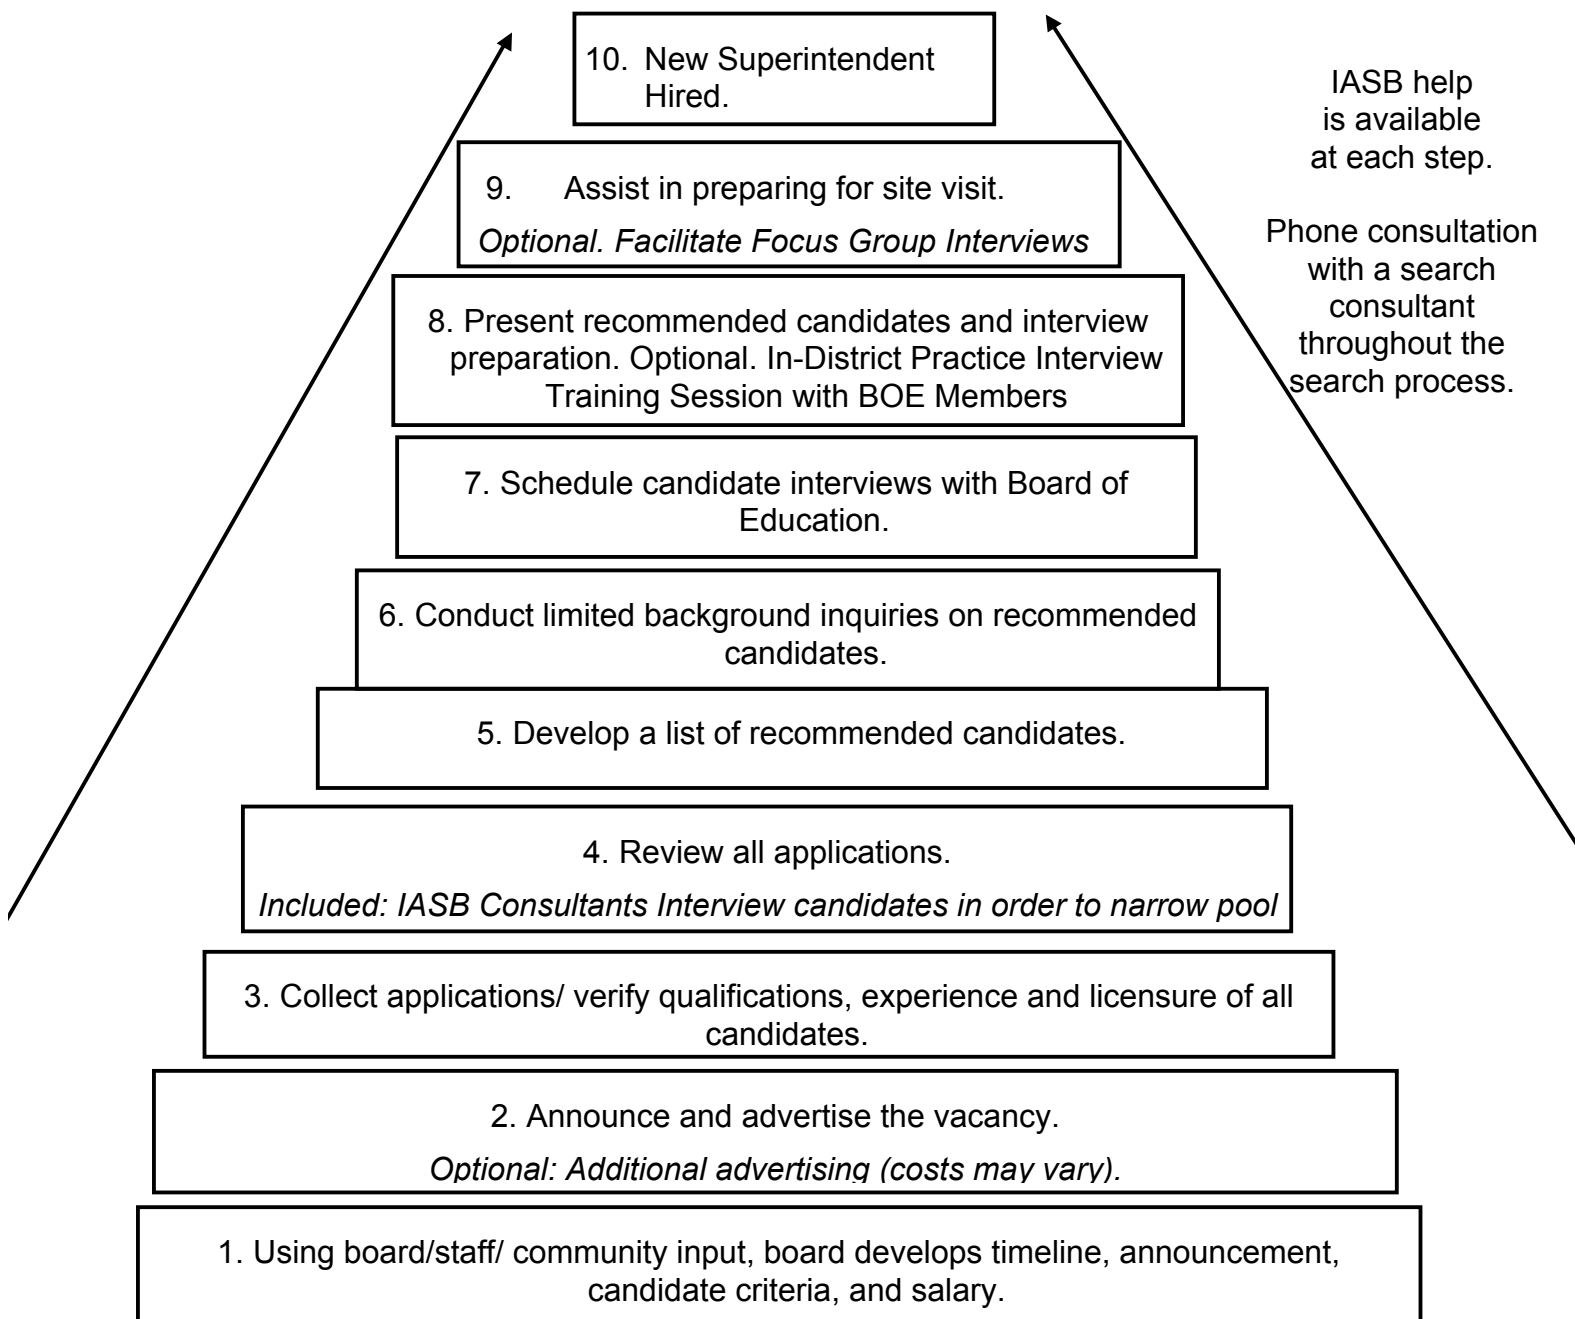 10. New Superintendent
Hired.
IASB help
is available
at each step.
Phone consultation
with a search
consultant
throughout the
search process.
9. Assist in preparing for site visit.
Optional. Facilitate Focus Group Interviews
8. Present recommended candidates and interview
preparation. Optional. In-District Practice Interview
Training Session with BOE Members
7. Schedule candidate interviews with Board of
Education.
6. Conduct limited background inquiries on recommended
candidates.
5. Develop a list of recommended candidates.
4. Review all applications.
Included: IASB Consultants Interview candidates in order to narrow pool
3. Collect applications/ verify qualifications, experience and licensure of all
candidates.
2. Announce and advertise the vacancy.
Optional: Additional advertising (costs may vary).
1. Using board/staff/ community input, board develops timeline, announcement,
candidate criteria, and salary.